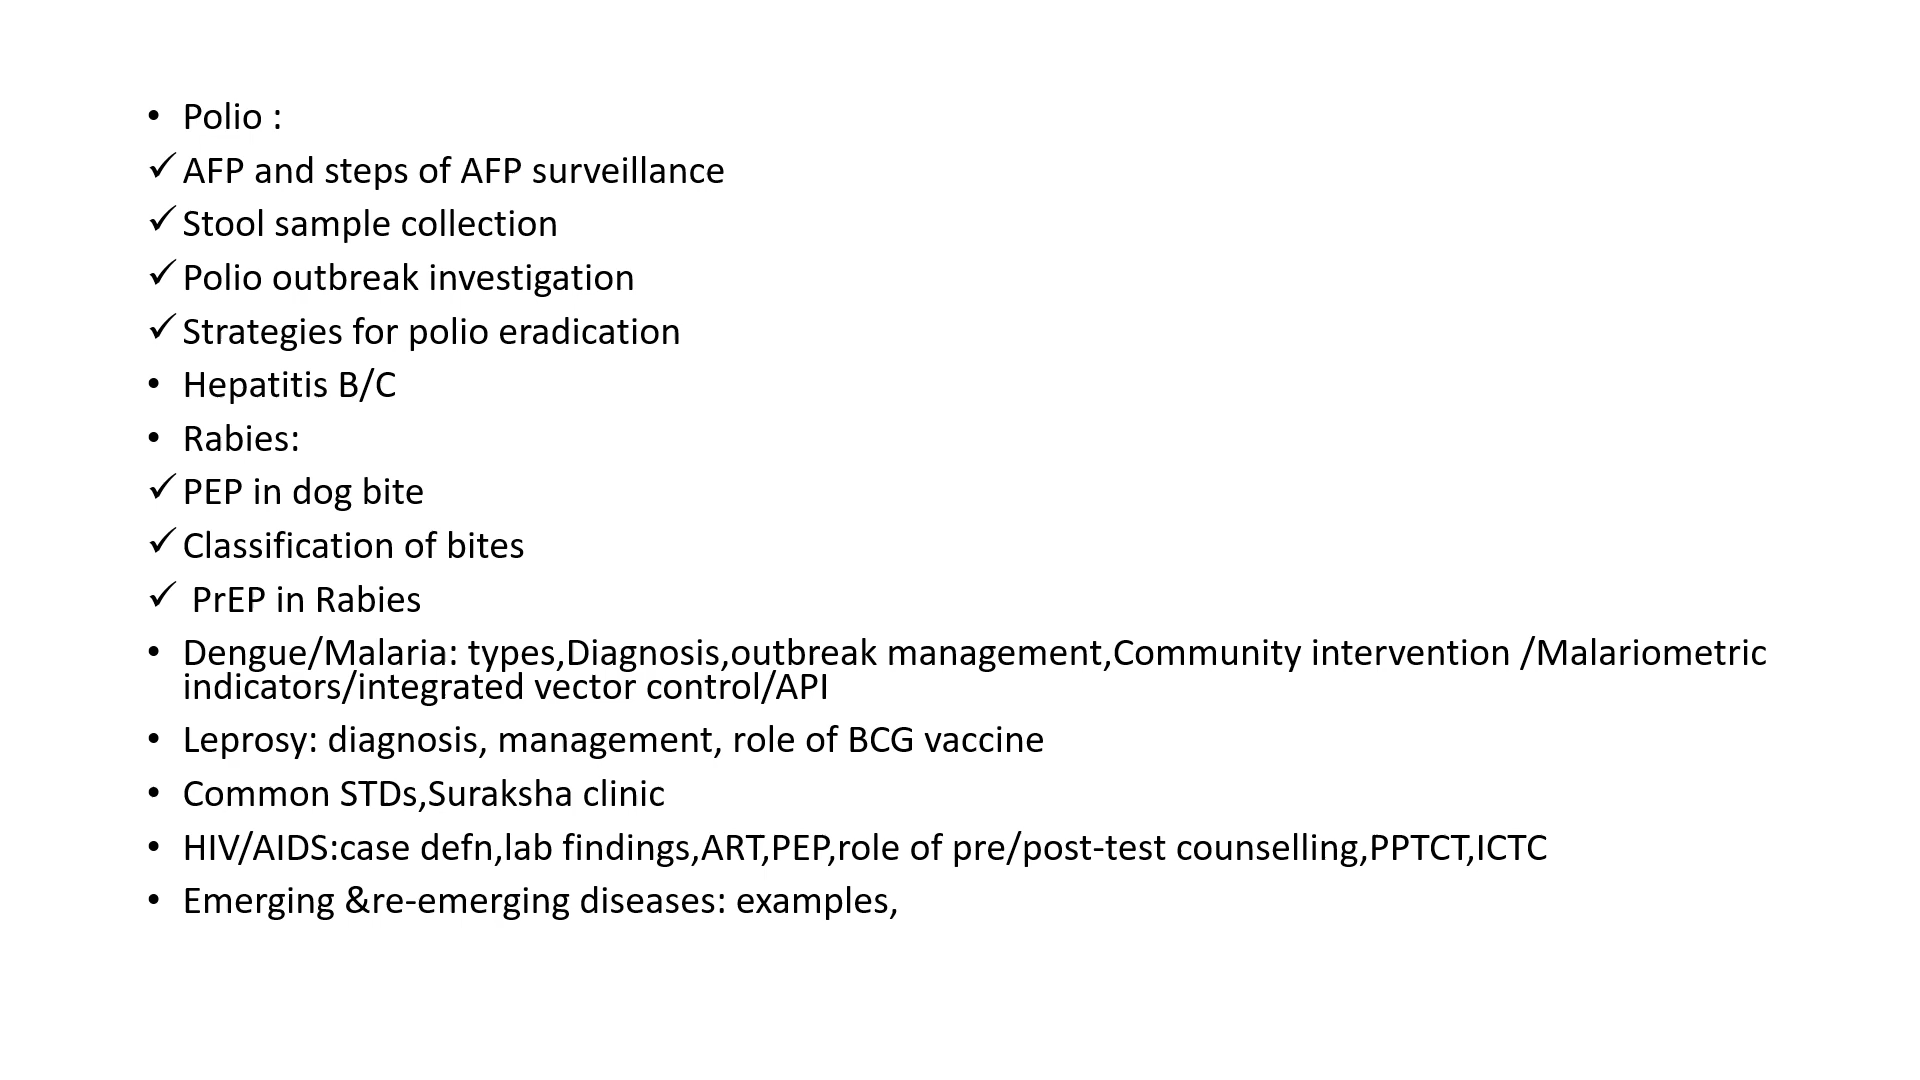 • Polio :
✓ AFP and steps of AFP surveillance
✓ Stool sample collection
✓ Polio outbreak investigation
✓ Strategies for polio eradication
• Hepatitis B/C
• Rabies:
✓ PEP in dog bite
✓ Classification of bites
✓ PrEP in Rabies
• Dengue/Malaria: types,Diagnosis,outbreak management,Community intervention /Malariometric
indicators/integrated vector control/API
• Leprosy: diagnosis, management, role of BCG vaccine
• Common STDs,Suraksha clinic
• HIV/AIDS:case defn,lab findings,ART,PEP,role of pre/post-test counselling,PPTCT,ICTC
• Emerging &re-emerging diseases: examples,